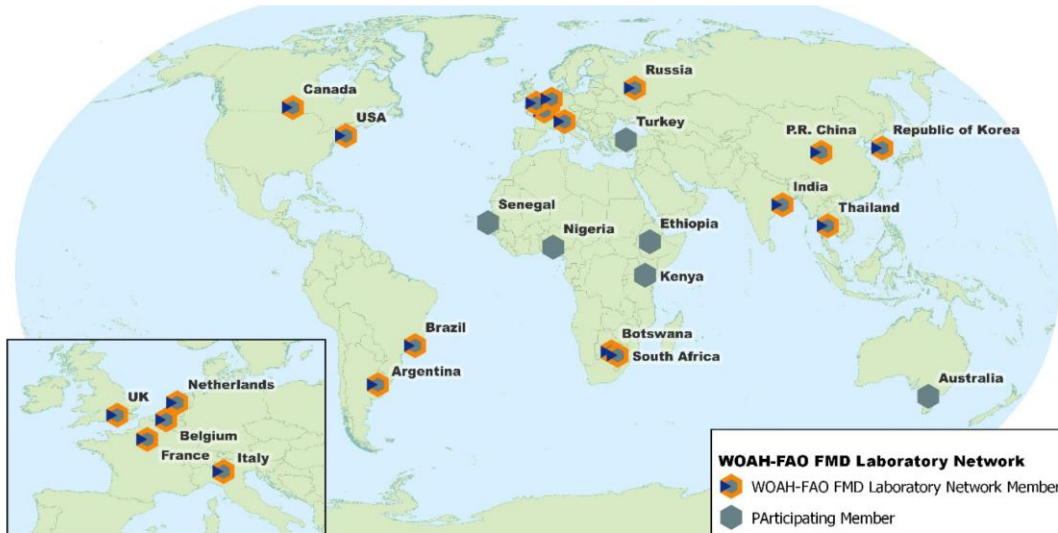 Russia
Canada
USA
Turkey
P.R. China
Republic of Korea
India
Senegal
Thailand
Ethiopia
Nigeria
Kenya
Brazil
Botswana
South Africa
Argentina
Australia
Netherlands
UK
Belgium
France
Italy
WOAH-FAO FMD Laboratory Network
WOAH-FAO FMD Laboratory Network Member
PArticipating Member